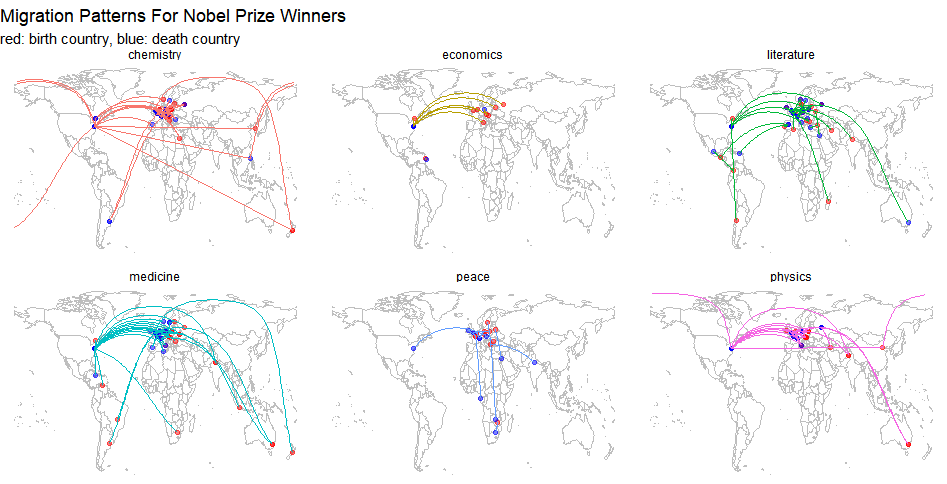 Migration Patterns For Nobel Prize Winners
red: birth country, blue: death country
chemistry
economics
literature
medicine
peace
physics